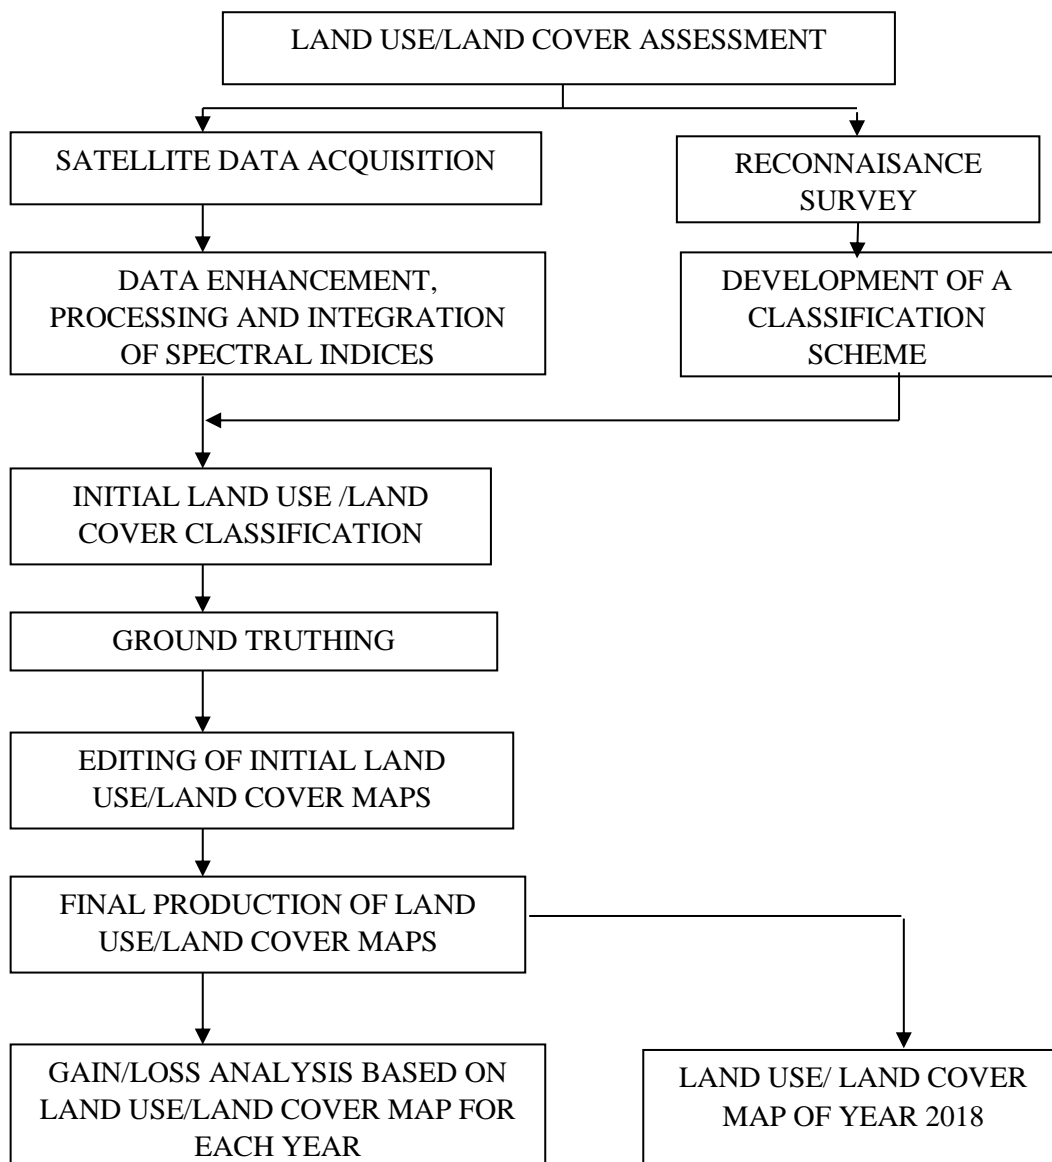 LAND USE/LAND COVER ASSESSMENT
SATELLITE DATA ACQUISITION
RECONNAISANCE
SURVEY
DATA ENHANCEMENT,
PROCESSING AND INTEGRATION
OF SPECTRAL INDICES
DEVELOPMENT OF A
CLASSIFICATION
SCHEME
INITIAL LAND USE /LAND
COVER CLASSIFICATION
GROUND TRUTHING
EDITING OF INITIAL LAND
USE/LAND COVER MAPS
FINAL PRODUCTION OF LAND
USE/LAND COVER MAPS
GAIN/LOSS ANALYSIS BASED ON
LAND USE/LAND COVER MAP FOR
EACH YEAR
LAND USE/ LAND COVER
MAP OF YEAR 2018